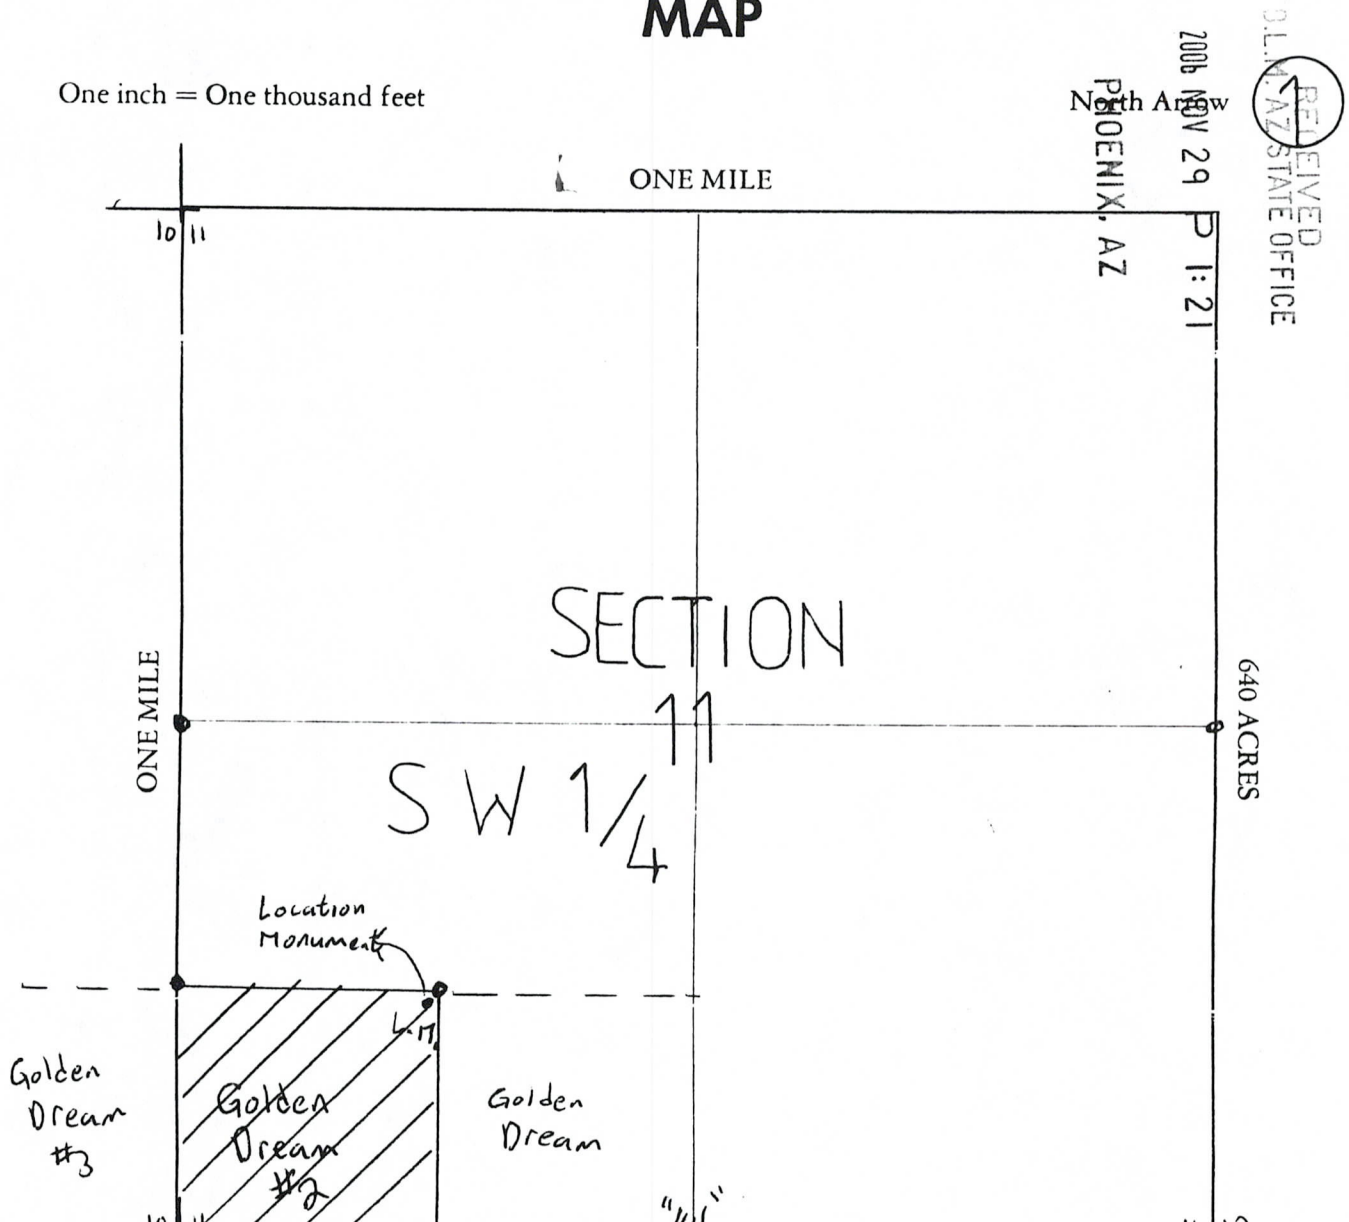 MAP
One inch = One thousand feet
North Arrow
RECEIVED
B.L.M. AZ STATE OFFICE
2006 NOV 29 P 1:21
PHOENIX, AZ
ONE MILE
10 11
SECTION
11
ONE MILE
640 ACRES
SW 1/4
Location
Monument
L.M.
Golden
Dream
#3
Golden
Dream
#2
Golden
Dream